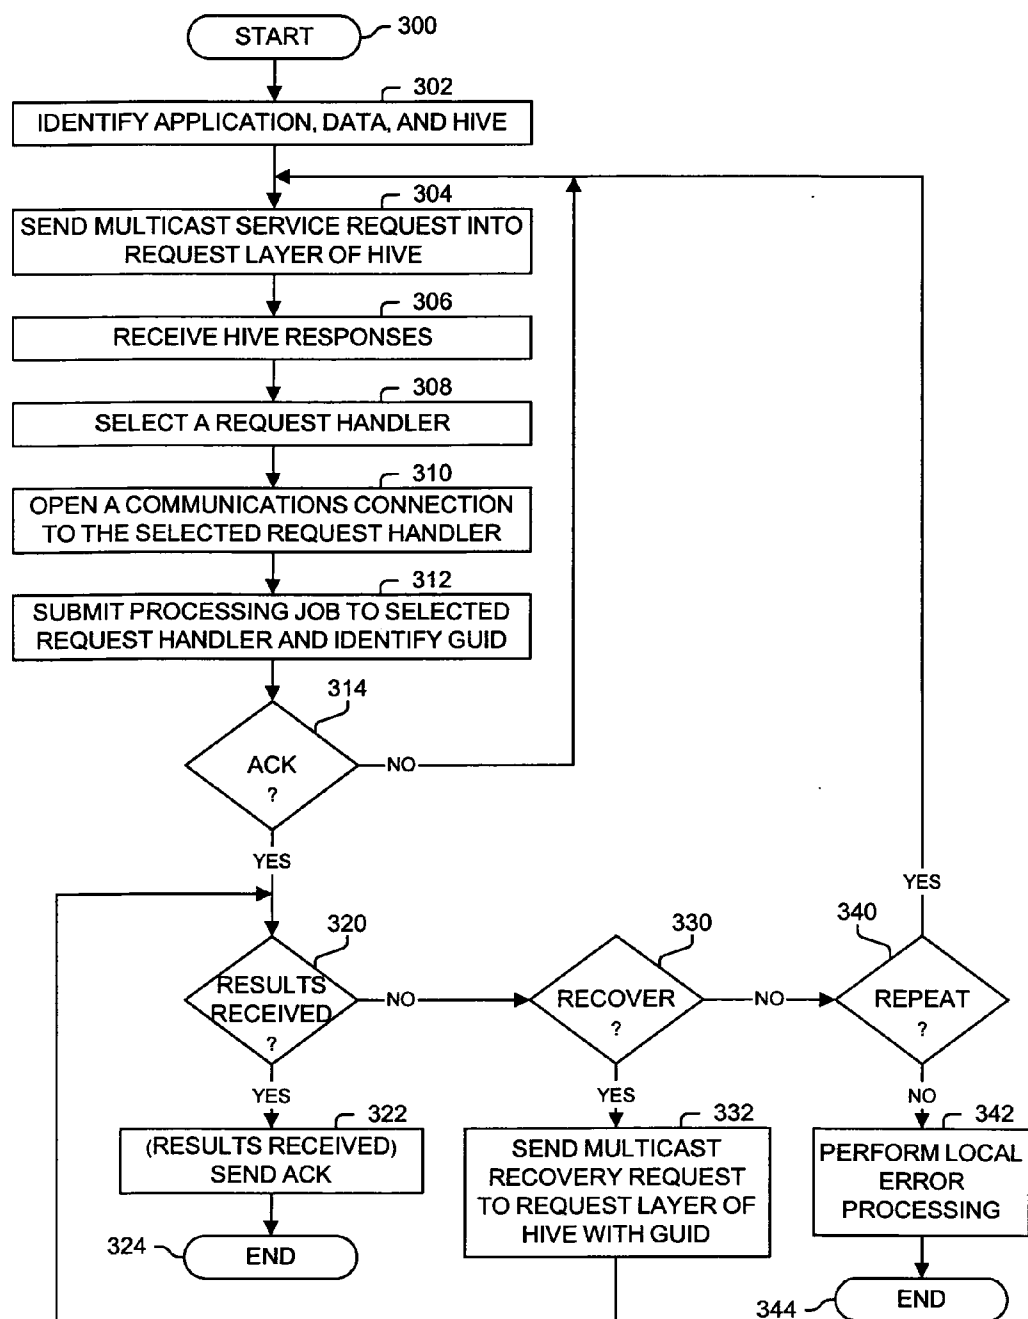 START
300
302
IDENTIFY APPLICATION, DATA, AND HIVE
304
SEND MULTICAST SERVICE REQUEST INTO
REQUEST LAYER OF HIVE
306
RECEIVE HIVE RESPONSES
308
SELECT A REQUEST HANDLER
310
OPEN A COMMUNICATIONS CONNECTION
TO THE SELECTED REQUEST HANDLER
312
SUBMIT PROCESSING JOB TO SELECTED
REQUEST HANDLER AND IDENTIFY GUID
314
ACK
?
NO
YES
320
RESULTS
RECEIVED
?
NO
330
RECOVER
?
NO
340
REPEAT
?
YES
YES
YES
NO
322
(RESULTS RECEIVED)
SEND ACK
332
SEND MULTICAST
RECOVERY REQUEST
TO REQUEST LAYER OF
HIVE WITH GUID
342
PERFORM LOCAL
ERROR
PROCESSING
324
END
344
END